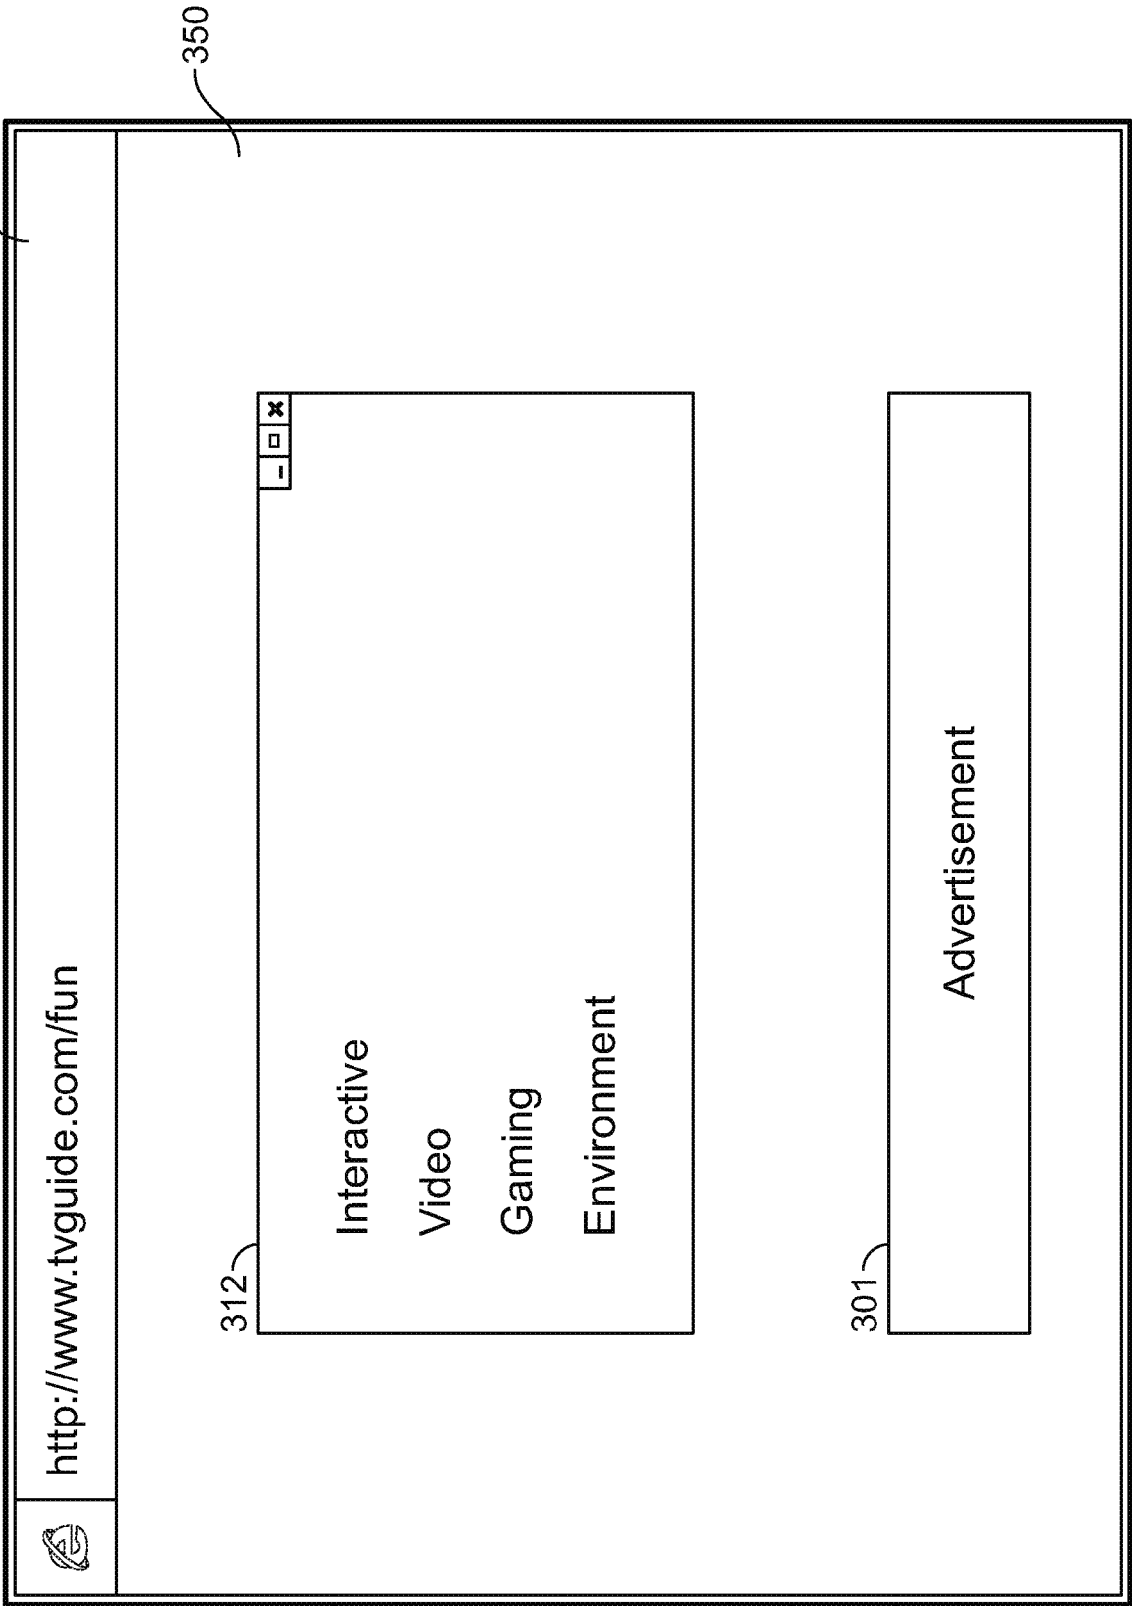 350
http://www.tvguide.com/fun
312
Interactive
Video
Gaming
Environment
301
Advertisement